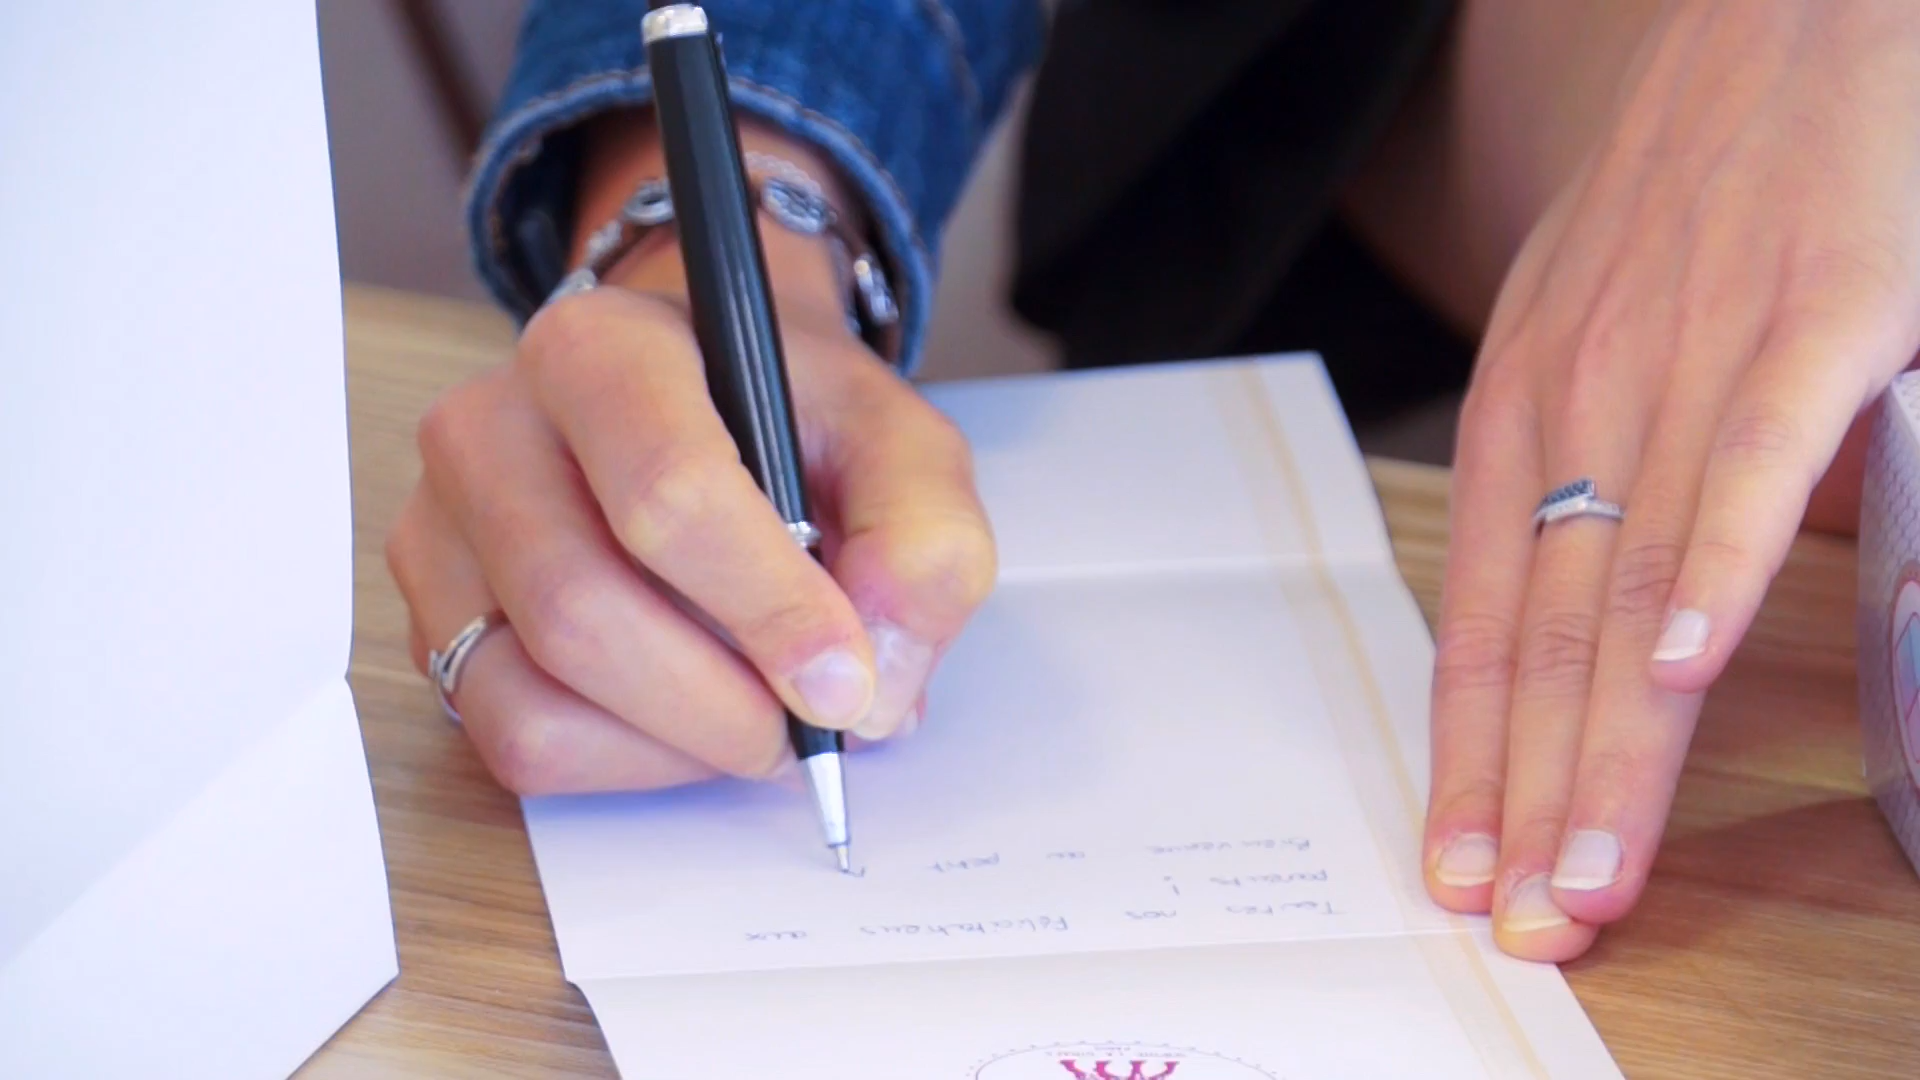 Toutes nos félicitations aux
parents !
Bienvenue au petit